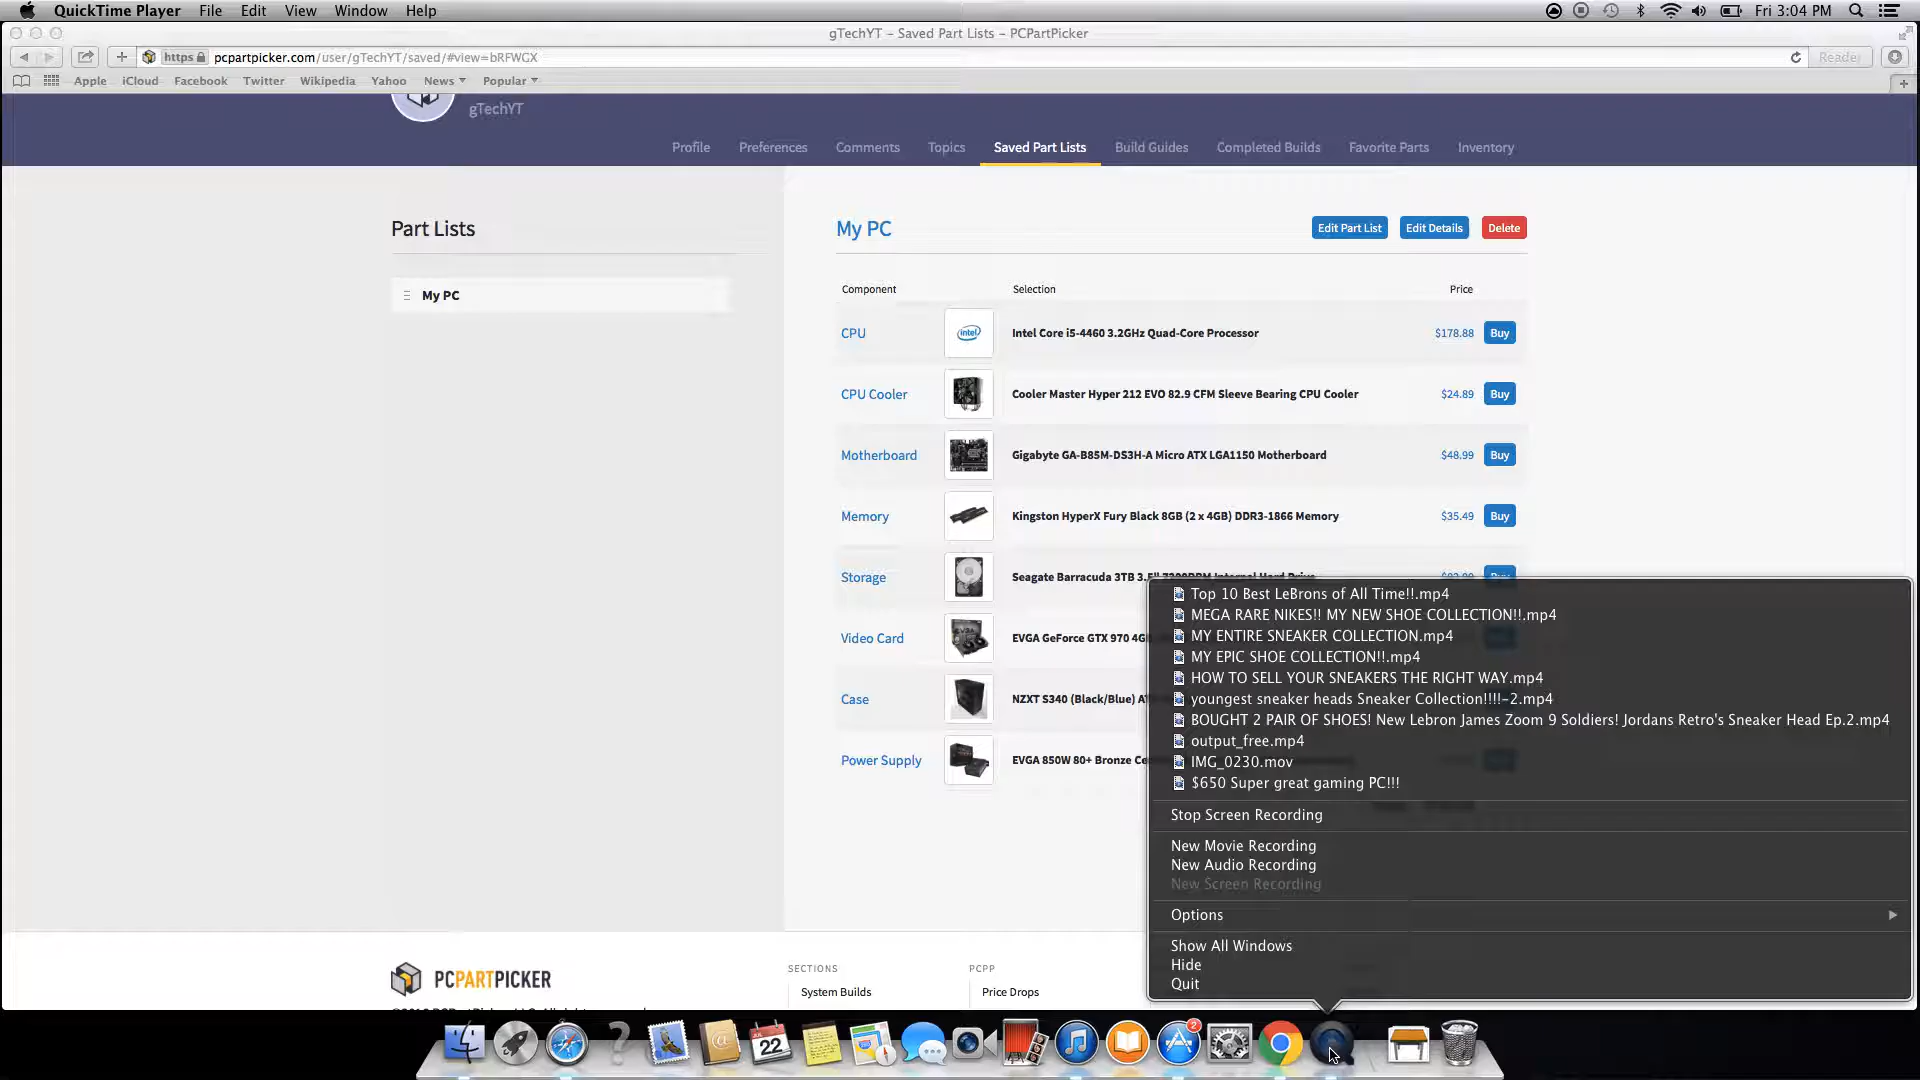 QuickTime Player File Edit View Window Help Fri 3:04 PM
gTechYT – Saved Part Lists – PCPartPicker
https pcpartpicker.com/user/gTechYT/saved/#view=bRFWGX Reader
Apple iCloud Facebook Twitter Wikipedia Yahoo News Popular
gTechYT
Profile Preferences Comments Topics Saved Part Lists Build Guides Completed Builds Favorite Parts Inventory
Part Lists
My PC
My PC Edit Part List Edit Details Delete
Component Selection Price
CPU intel Intel Core i5-4460 3.2GHz Quad-Core Processor $178.88 Buy
CPU Cooler Cooler Master Hyper 212 EVO 82.9 CFM Sleeve Bearing CPU Cooler $24.89 Buy
Motherboard Gigabyte GA-B85M-DS3H-A Micro ATX LGA1150 Motherboard $48.99 Buy
Memory Kingston HyperX Fury Black 8GB (2 x 4GB) DDR3-1866 Memory $35.49 Buy
Storage Seagate Barracuda 3TB 3.5" 7200RPM Internal Hard Drive
Video Card EVGA GeForce GTX 970
Case NZXT S340 (Black/Blue)
Power Supply EVGA 850W 80+ Bronze
Top 10 Best LeBrons of All Time!!.mp4
MEGA RARE NIKES!! MY NEW SHOE COLLECTION!!.mp4
MY ENTIRE SNEAKER COLLECTION.mp4
MY EPIC SHOE COLLECTION!!.mp4
HOW TO SELL YOUR SNEAKERS THE RIGHT WAY.mp4
youngest sneaker heads Sneaker Collection!!!!-2.mp4
BOUGHT 2 PAIR OF SHOES! New Lebron James Zoom 9 Soldiers! Jordans Retro's Sneaker Head Ep.2.mp4
output_free.mp4
IMG_0230.mov
$650 Super great gaming PC!!!
Stop Screen Recording
New Movie Recording
New Audio Recording
New Screen Recording
Options
Show All Windows
Hide
Quit
PCPARTPICKER
SECTIONS PCPP
System Builds Price Drops
22
2